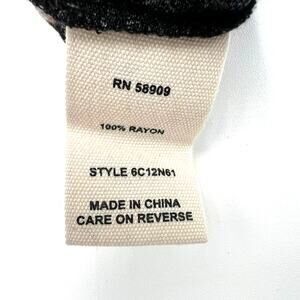 RN 58909
100% RAYON
STYLE 6C12N61
MADE IN CHINA
CARE ON REVERSE